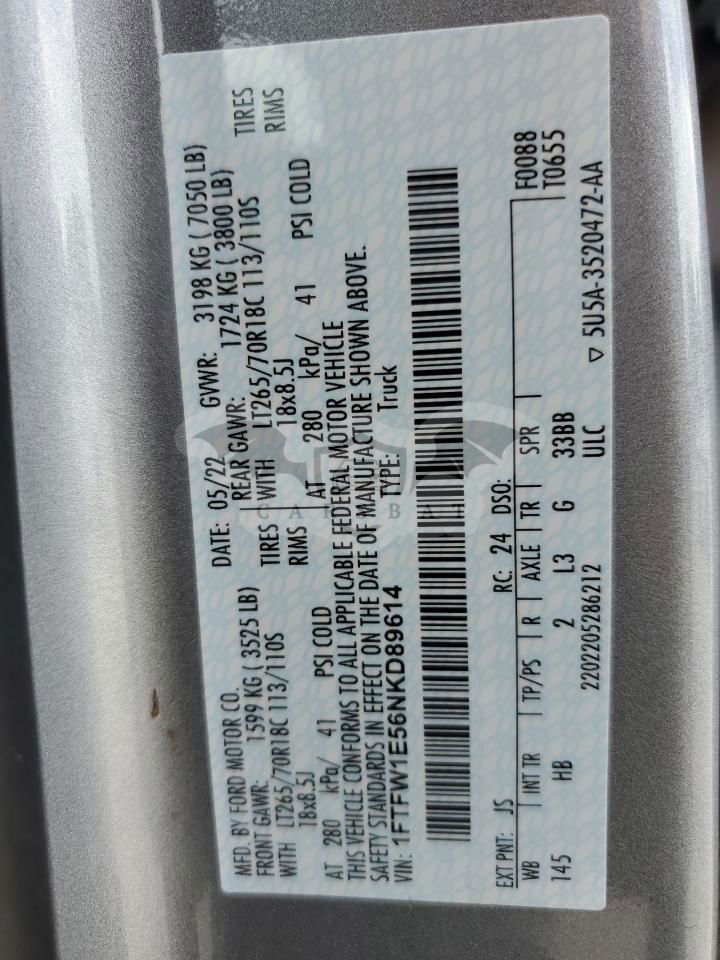 MFD. BY FORD MOTOR CO.
DATE: 05/22 GVWR: 3198 KG ( 7050 LB)
FRONT GAWR: 1599 KG ( 3525 LB) REAR GAWR: 1724 KG ( 3800 LB)
WITH LT265/70R18C 113/110S TIRES WITH LT265/70R18C 113/110S TIRES
18x8.5J RIMS 18x8.5J RIMS
AT 280 kPa/ 41 PSI COLD AT 280 kPa/ 41 PSI COLD
THIS VEHICLE CONFORMS TO ALL APPLICABLE FEDERAL MOTOR VEHICLE
SAFETY STANDARDS IN EFFECT ON THE DATE OF MANUFACTURE SHOWN ABOVE.
VIN: 1FTFW1E56NKD89614 TYPE: Truck
EXT PNT: JS RC: 24 DSO: F0088
WB INT TR TP/PS R AXLE TR SPR T0655
145 HB 2 L3 G 33BB
2202205286212 ULC ▽ 5U5A-3520472-AA
CAR BAT